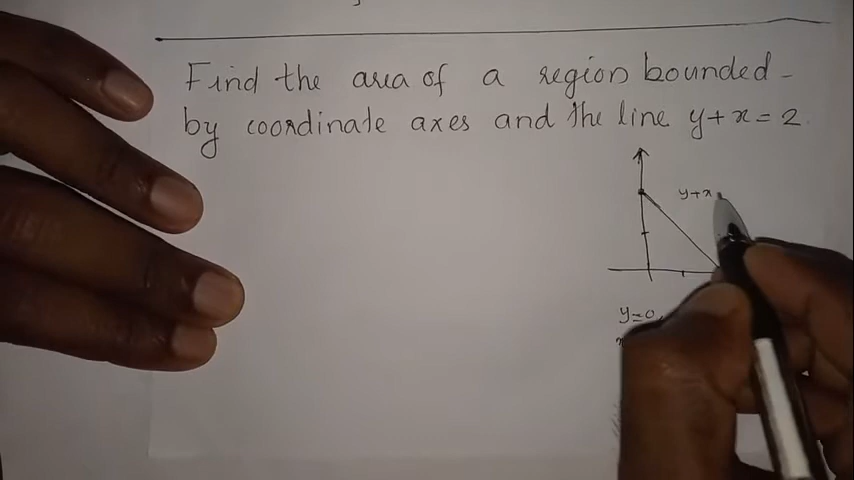 Find the area of a region bounded -
by coordinate axes and the line y+x=2.
y+x
y=0,